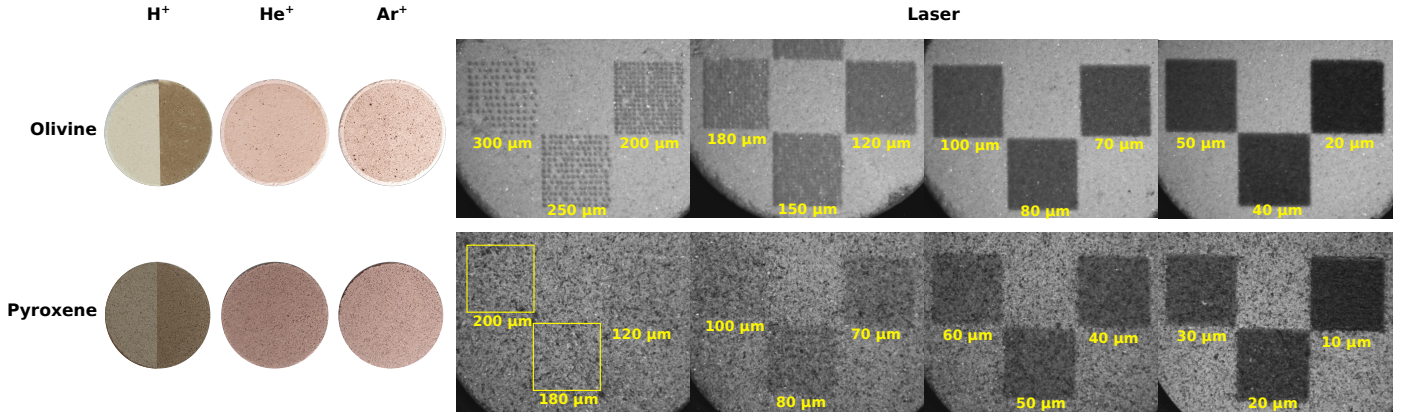 H+ He+ Ar+ Laser
Olivine
300 μm 200 μm 180 μm 120 μm 100 μm 70 μm 50 μm 20 μm
250 μm 150 μm 80 μm 40 μm
Pyroxene
200 μm 120 μm 100 μm 70 μm 60 μm 40 μm 30 μm 10 μm
180 μm 80 μm 50 μm 20 μm